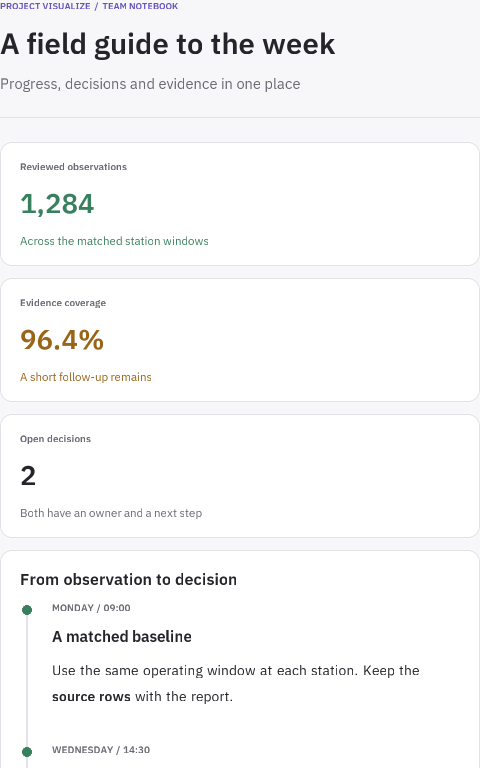 PROJECT VISUALIZE / TEAM NOTEBOOK
A field guide to the week
Progress, decisions and evidence in one place
Reviewed observations
1,284
Across the matched station windows
Evidence coverage
96.4%
A short follow-up remains
Open decisions
2
Both have an owner and a next step
From observation to decision
MONDAY / 09:00
A matched baseline
Use the same operating window at each station. Keep the
source rows with the report.
WEDNESDAY / 14:30